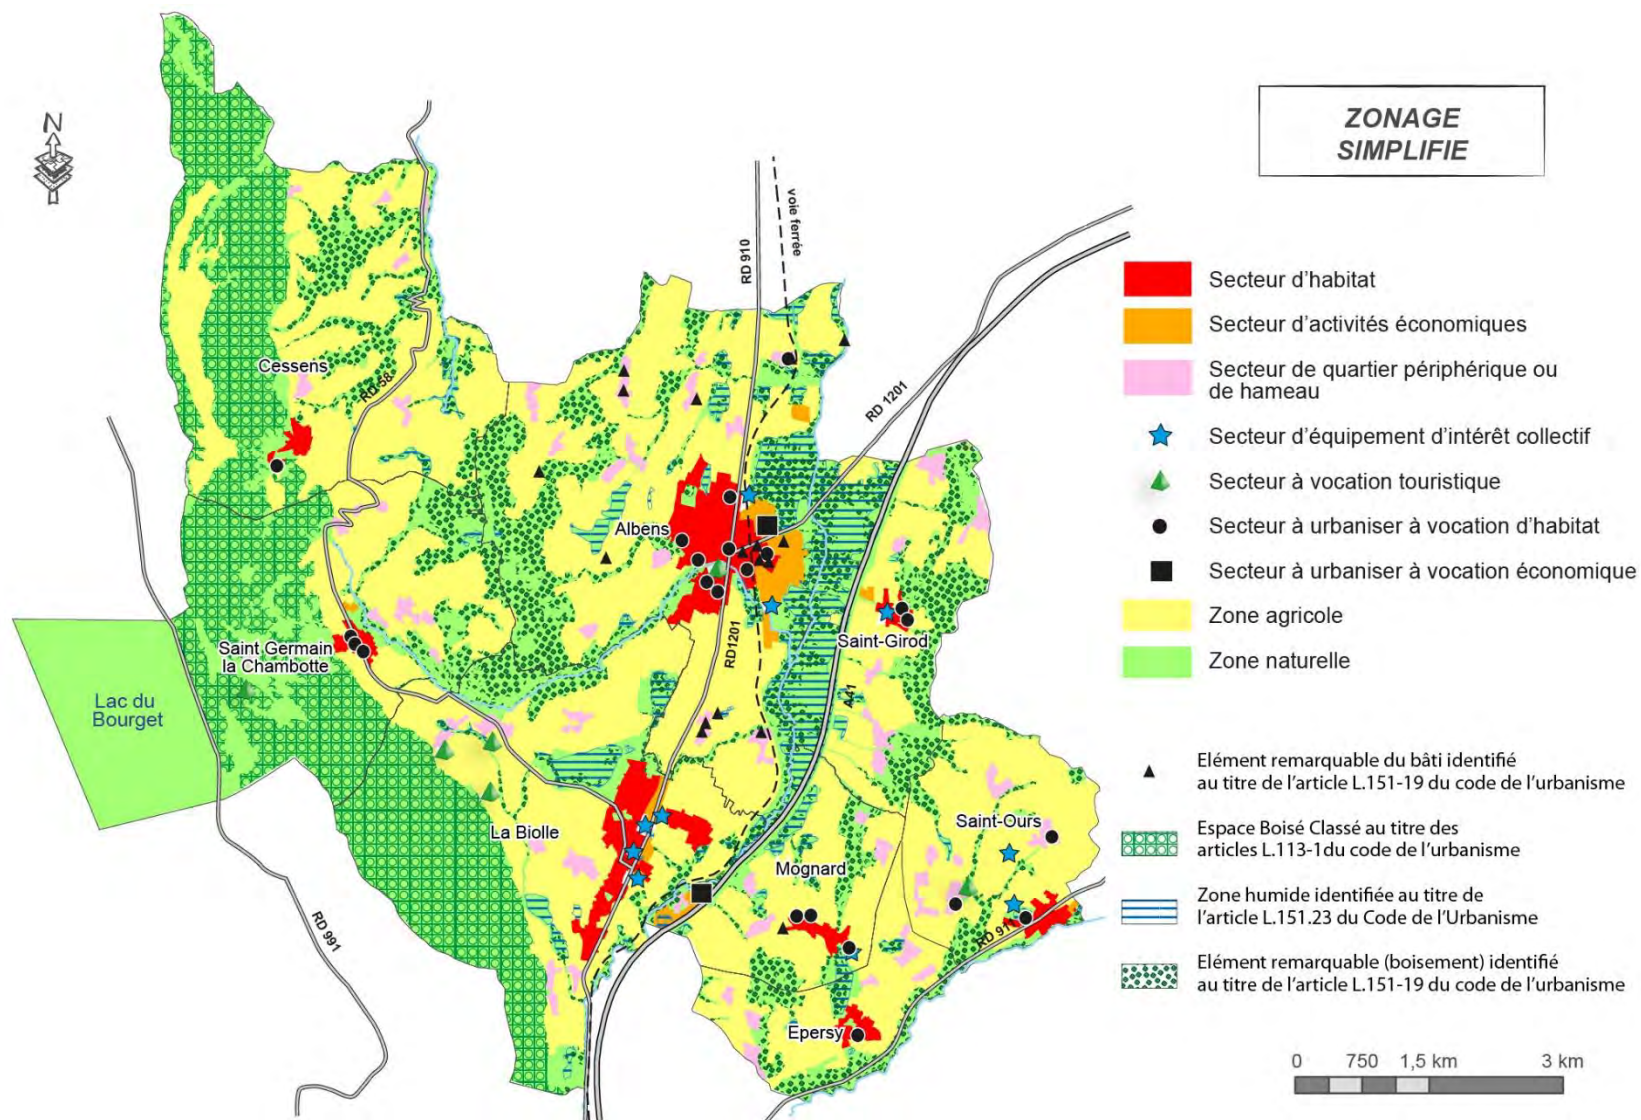 ZONAGE
SIMPLIFIE
N
voie ferrée
RD 910
RD 1201
RD 58
Cessens
Albens
Saint Germain
la Chambotte
Lac du
Bourget
RD1201
Saint-Girod
A41
La Biolle
Saint-Ours
Mognard
RD 991
RD 91
Epersy
Secteur d'habitat
Secteur d'activités économiques
Secteur de quartier périphérique ou
de hameau
Secteur d'équipement d'intérêt collectif
Secteur à vocation touristique
Secteur à urbaniser à vocation d'habitat
Secteur à urbaniser à vocation économique
Zone agricole
Zone naturelle
Elément remarquable du bâti identifié
au titre de l'article L.151-19 du code de l'urbanisme
Espace Boisé Classé au titre des
articles L.113-1du code de l'urbanisme
Zone humide identifiée au titre de
l'article L.151.23 du Code de l'Urbanisme
Elément remarquable (boisement) identifié
au titre de l'article L.151-19 du code de l'urbanisme
0 750 1,5 km 3 km